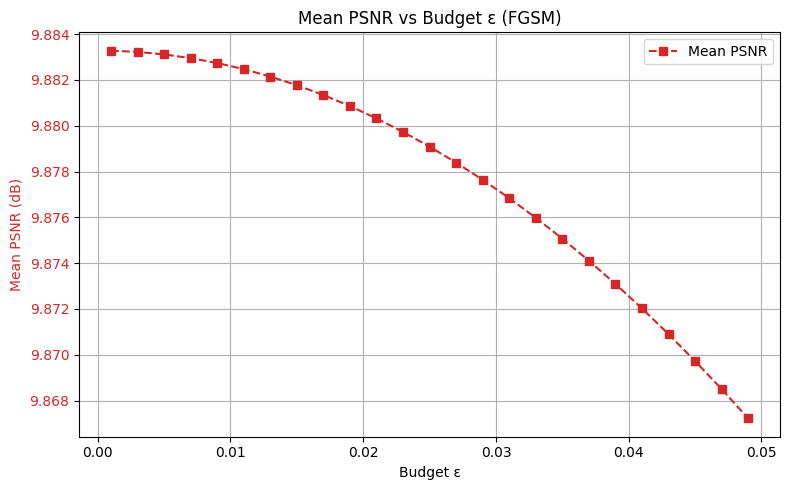 Mean PSNR vs Budget ε (FGSM)
Mean PSNR
9.884
9.882
9.880
9.878
9.876
9.874
9.872
9.870
9.868
Mean PSNR (dB)
0.00 0.01 0.02 0.03 0.04 0.05
Budget ε